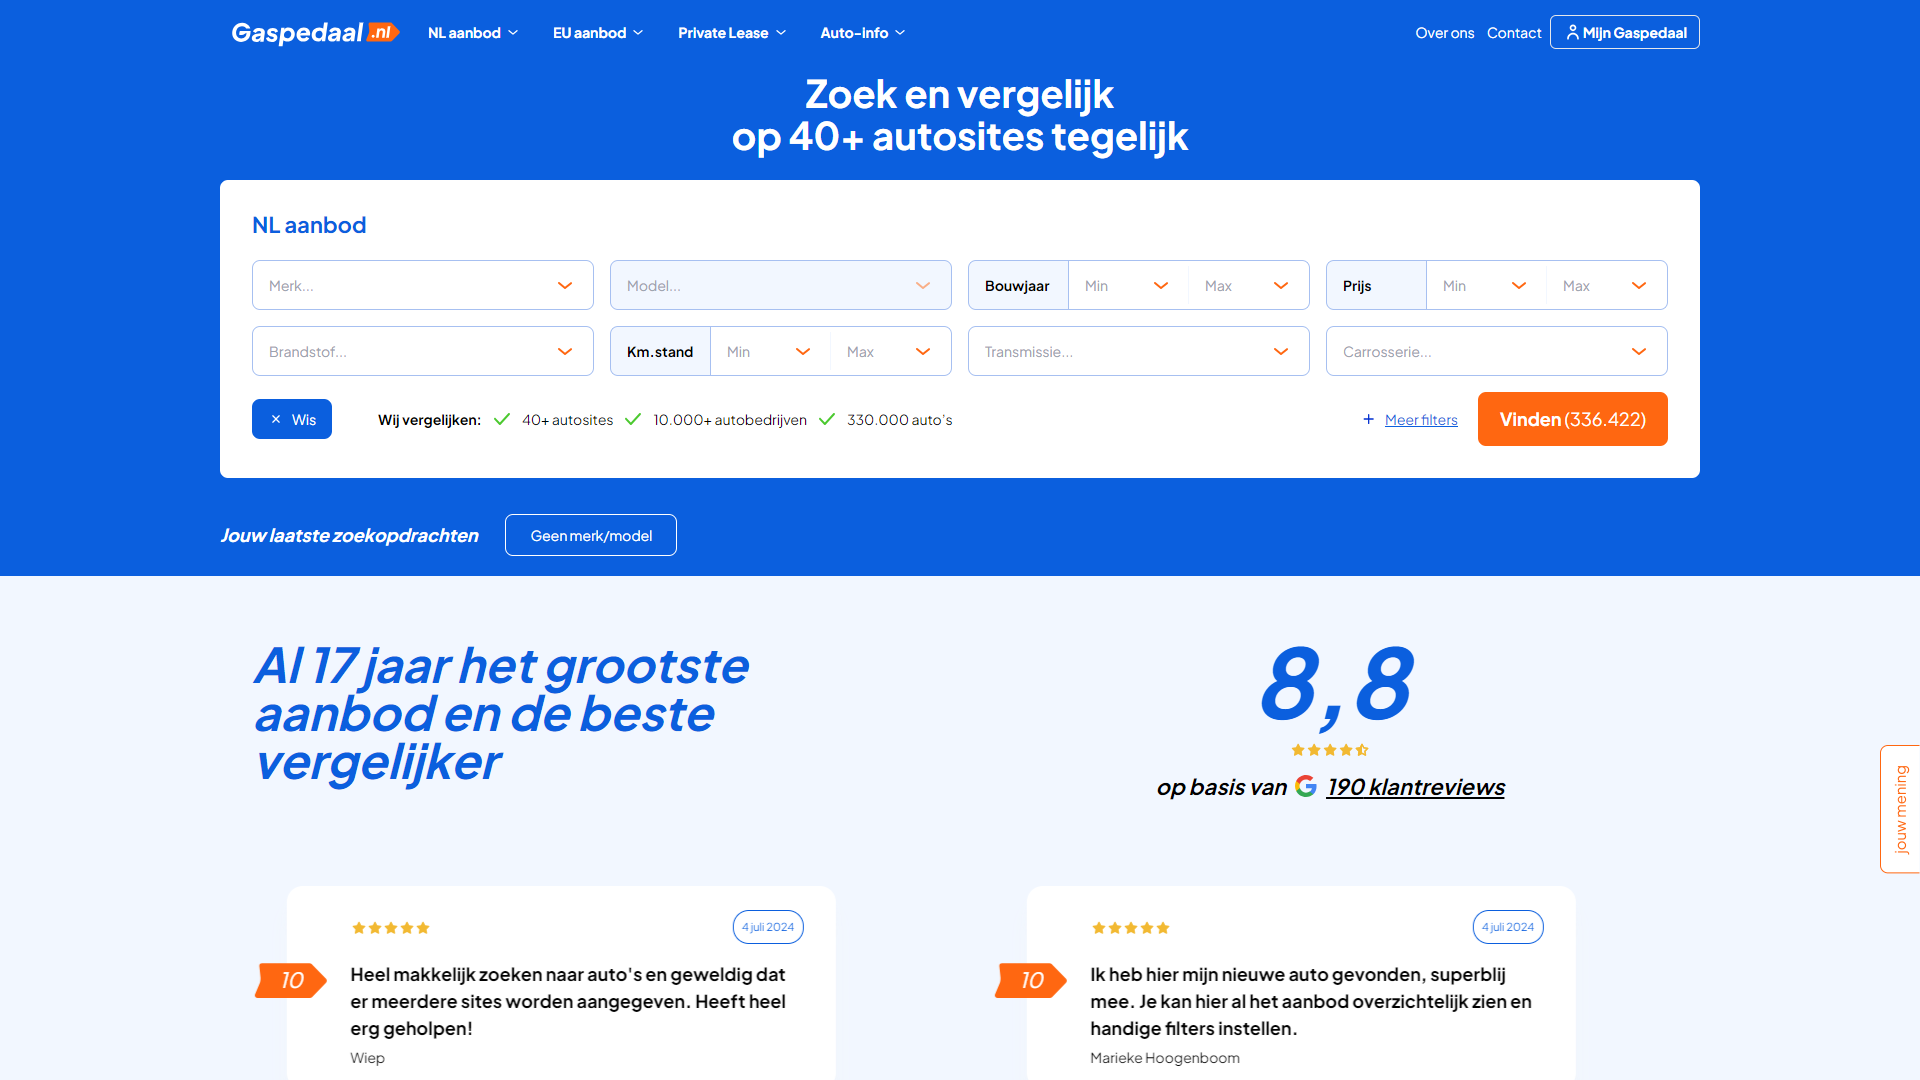 Gaspedaal .nl
NL aanbod
EU aanbod
Private Lease
Auto-Info
Over ons
Contact
Mijn Gaspedaal
Zoek en vergelijk
op 40+ autosites tegelijk
NL aanbod
Merk...
Model...
Bouwjaar
Min
Max
Prijs
Min
Max
Brandstof...
Km.stand
Min
Max
Transmissie...
Carrosserie...
× Wis
Wij vergelijken:
40+ autosites
10.000+ autobedrijven
330.000 auto's
+ Meer filters
Vinden (336.422)
Jouw laatste zoekopdrachten
Geen merk/model
Al 17 jaar het grootste
aanbod en de beste
vergelijker
8,8
op basis van G 190 klantreviews
jouw mening
4 juli 2024
10
Heel makkelijk zoeken naar auto's en geweldig dat
er meerdere sites worden aangegeven. Heeft heel
erg geholpen!
Wiep
4 juli 2024
10
Ik heb hier mijn nieuwe auto gevonden, superblij
mee. Je kan hier al het aanbod overzichtelijk zien en
handige filters instellen.
Marieke Hoogenboom